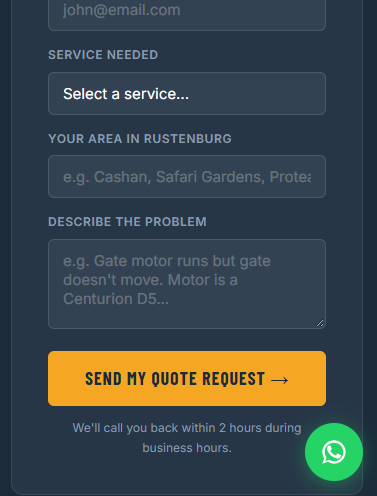 john@email.com
SERVICE NEEDED
Select a service...
YOUR AREA IN RUSTENBURG
e.g. Cashan, Safari Gardens, Protea
DESCRIBE THE PROBLEM
e.g. Gate motor runs but gate
doesn't move. Motor is a
Centurion D5...
SEND MY QUOTE REQUEST →
We'll call you back within 2 hours during
business hours.